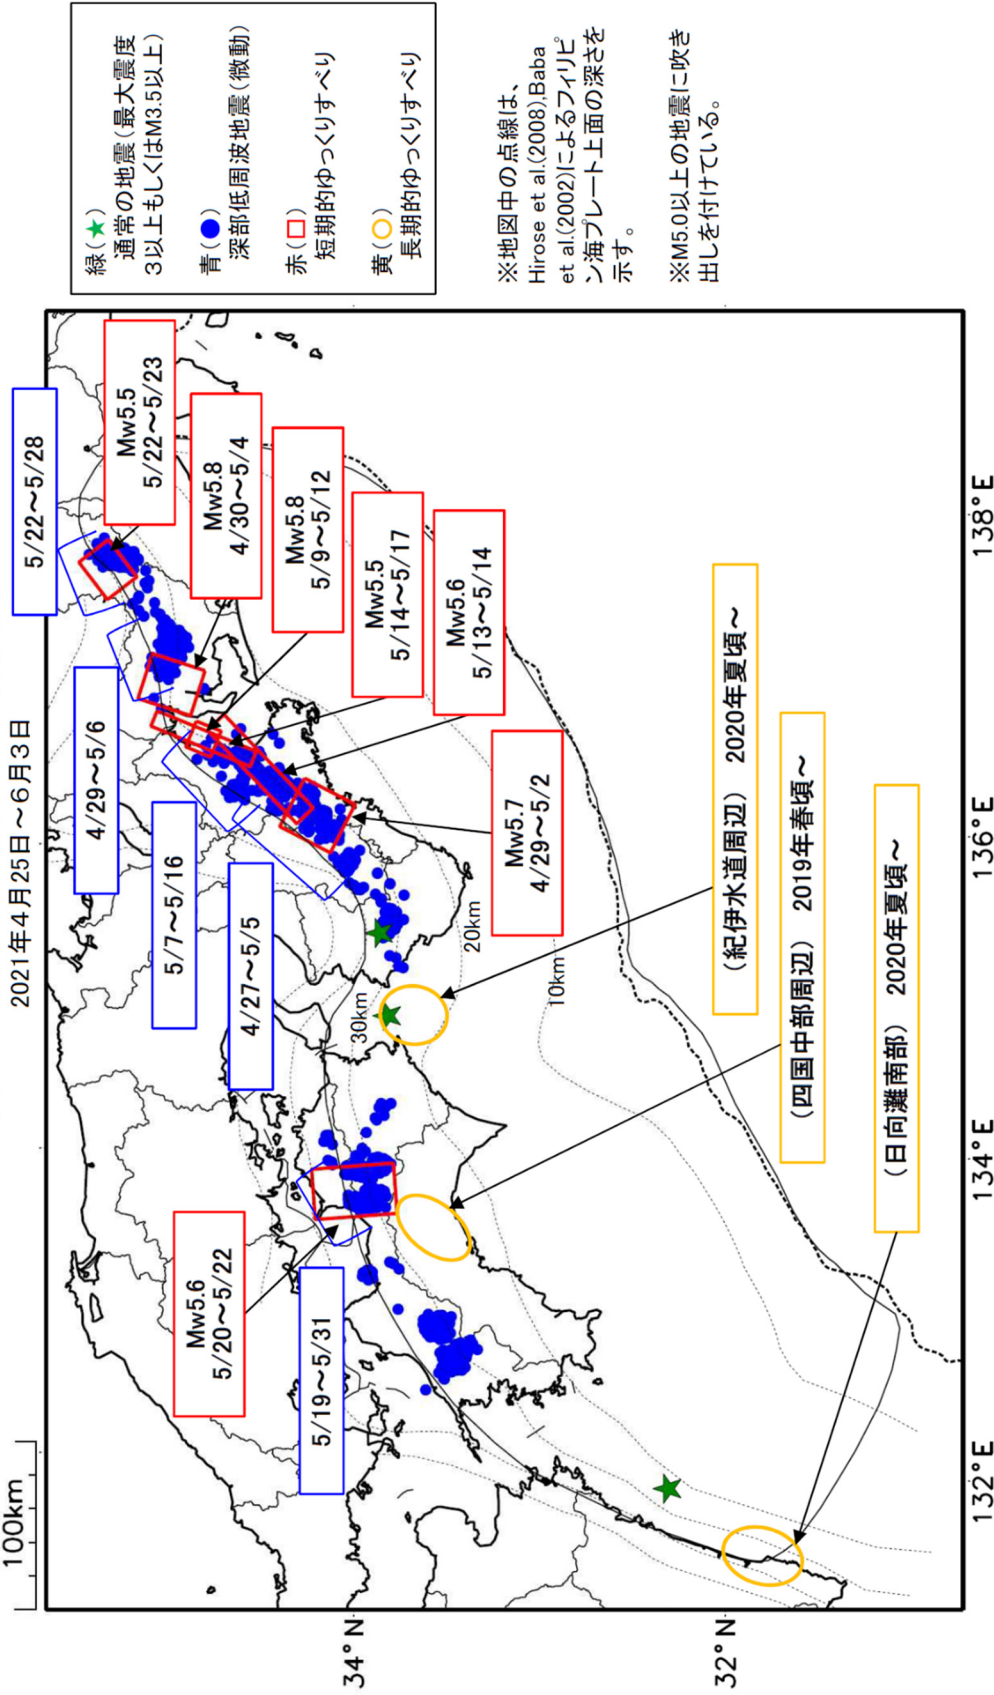 2021年4月25日～6月3日
100km
5/22～5/28
Mw5.5
5/22～5/23
Mw5.8
4/30～5/4
Mw5.8
5/9～5/12
Mw5.5
5/14～5/17
Mw5.6
5/13～5/14
4/29～5/6
5/7～5/16
4/27～5/5
Mw5.7
4/29～5/2
Mw5.6
5/20～5/22
5/19～5/31
30km
20km
10km
(紀伊水道周辺) 2020年夏頃～
(四国中部周辺) 2019年春頃～
(日向灘南部) 2020年夏頃～
34°N
32°N
132°E
134°E
136°E
138°E
緑(★)
通常の地震(最大震度
3以上もしくはM3.5以上)
青(●)
深部低周波地震(微動)
赤(□)
短期的ゆっくりすべり
黄(○)
長期的ゆっくりすべり
※地図中の点線は、
Hirose et al.(2008),Baba
et al.(2002)によるフィリピ
ン海プレート上面の深さを
示す。
※M5.0以上の地震に吹き
出しを付けている。